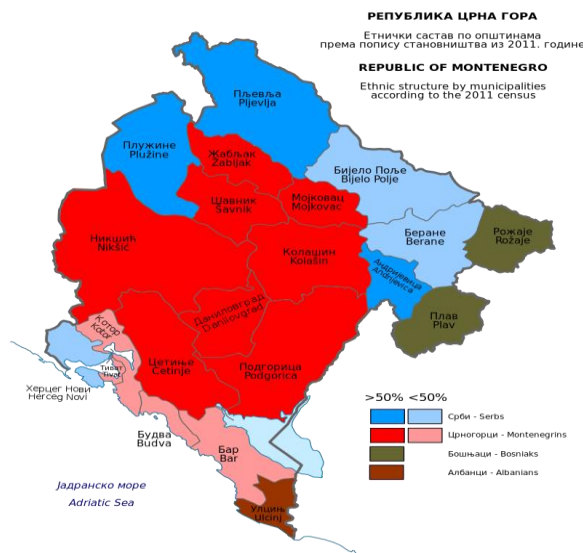 РЕПУБЛИКА ЦРНА ГОРА
Етнички састав по општинама
према попису становништва из 2011. године
REPUBLIC OF MONTENEGRO
Ethnic structure by municipalities
according to the 2011 census
Пљевља
Pljevlja
Плужине
Plužine
Жабљак
Žabljak
Шавник
Šavnik
Мојковац
Mojkovac
Бијело Поље
Bijelo Polje
Беране
Berane
Рожаје
Rožaje
Никшић
Nikšić
Колашин
Kolašin
Андријевица
Andrijevica
Плав
Plav
Даниловград
Danilovgrad
Котор
Kotor
Тиват
Tivat
Цетиње
Cetinje
Подгорица
Podgorica
Херцег Нови
Herceg Novi
Будва
Budva
Бар
Bar
Улцињ
Ulcinj
Јадранско море
Adriatic Sea
>50% <50%
Срби - Serbs
Црногорци - Montenegrins
Бошњаци - Bosniaks
Албанци - Albanians